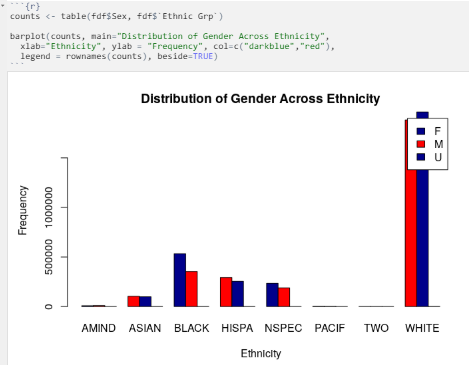 ```{r}
counts <- table(fdf$Sex, fdf$`Ethnic Grp`)
barplot(counts, main="Distribution of Gender Across Ethnicity",
xlab="Ethnicity", ylab = "Frequency", col=c("darkblue","red"),
legend = rownames(counts), beside=TRUE)
```
Distribution of Gender Across Ethnicity
F
M
U
Frequency
1000000
500000
0
AMIND ASIAN BLACK HISPA NSPEC PACIF TWO WHITE
Ethnicity